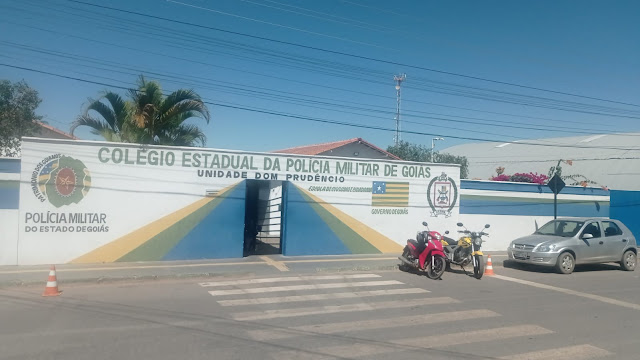 COLÉGIO ESTADUAL DA POLÍCIA MILITAR DE GOIÁS
UNIDADE DOM PRUDÊNCIO
POLÍCIA MILITAR
DO ESTADO DE GOIÁS
GOVERNO DE GOIÁS